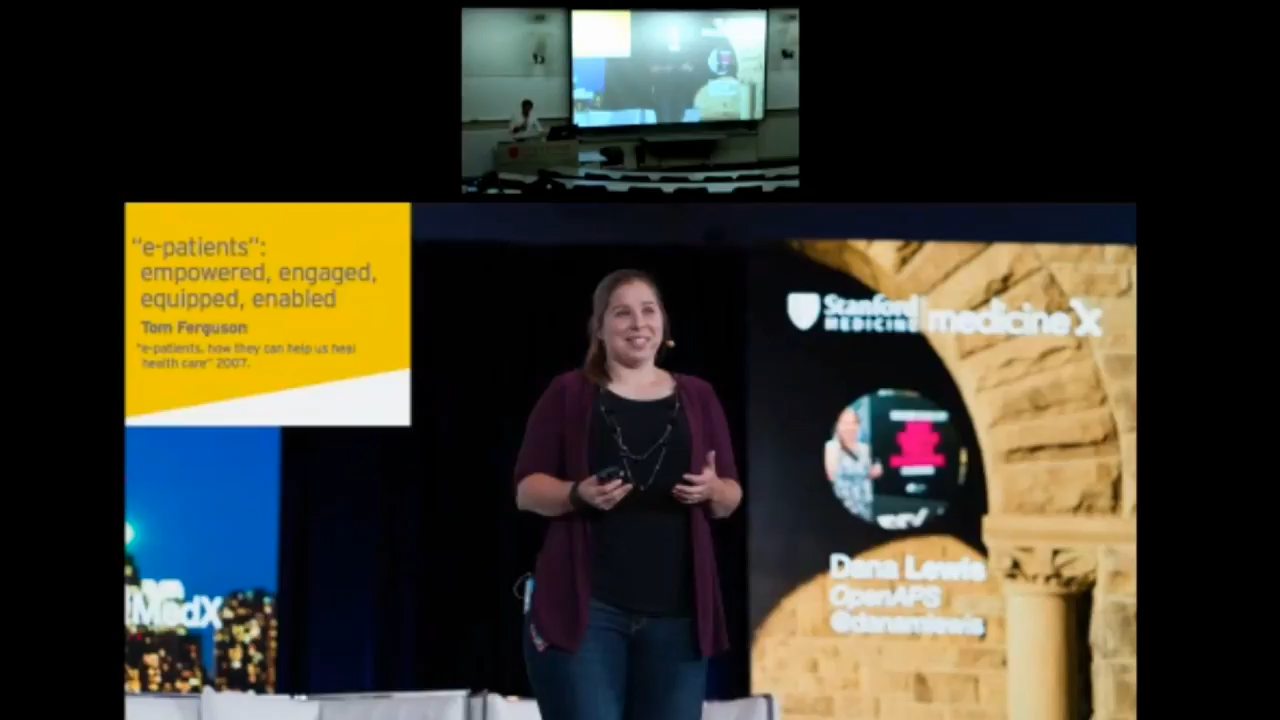 “e-patients”:
empowered, engaged,
equipped, enabled
Tom Ferguson
“e-patients, how they can help us heal
health care” 2007.
Stanford
MEDICINE
medicine X
Dana Lewis
OpenAPS
@danamlewis
MedX